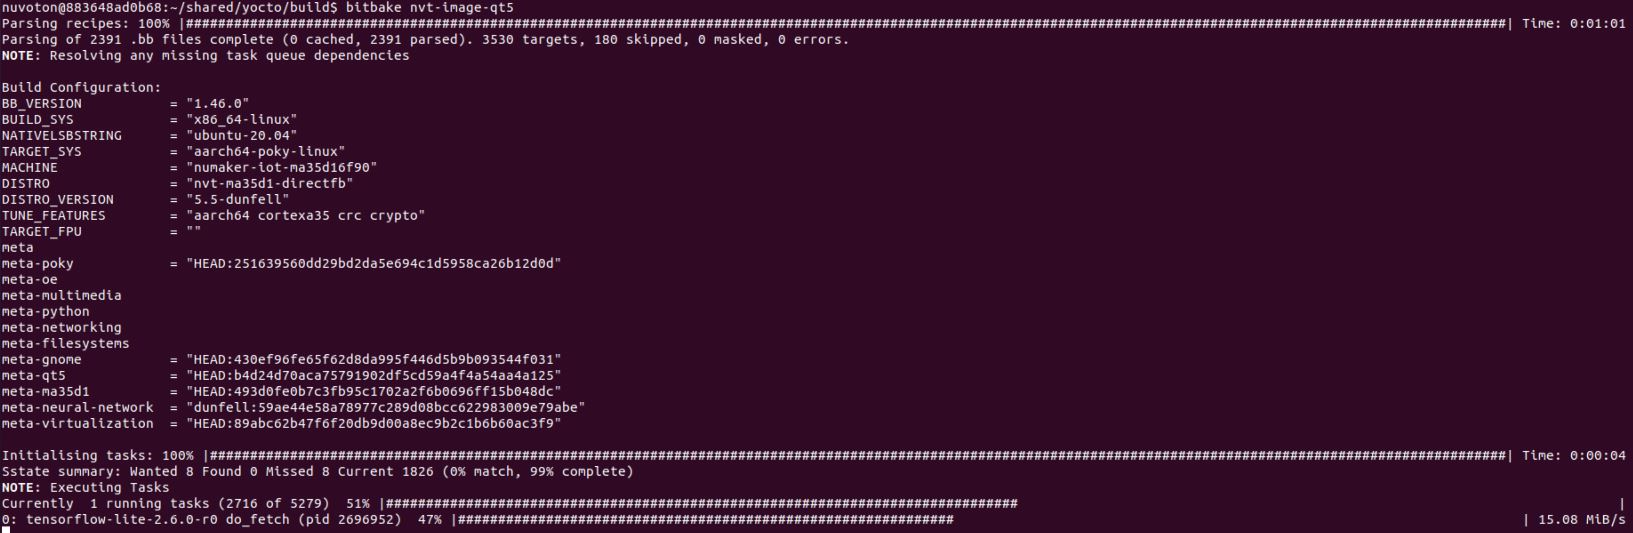 nuvoton@883648ad0b68:~/shared/yocto/build$ bitbake nvt-image-qt5
Parsing recipes: 100% |#####################################################################################################################################################################| Time: 0:01:01
Parsing of 2391 .bb files complete (0 cached, 2391 parsed). 3530 targets, 180 skipped, 0 masked, 0 errors.
NOTE: Resolving any missing task queue dependencies
Build Configuration:
BB_VERSION           = "1.46.0"
BUILD_SYS            = "x86_64-linux"
NATIVELSBSTRING      = "ubuntu-20.04"
TARGET_SYS           = "aarch64-poky-linux"
MACHINE              = "numaker-iot-ma35d16f90"
DISTRO               = "nvt-ma35d1-directfb"
DISTRO_VERSION       = "5.5-dunfell"
TUNE_FEATURES        = "aarch64 cortexa35 crc crypto"
TARGET_FPU           = ""
meta
meta-poky            = "HEAD:251639560dd29bd2da5e694c1d5958ca26b12d0d"
meta-oe
meta-multimedia
meta-python
meta-networking
meta-filesystems
meta-gnome           = "HEAD:430ef96fe65f62d8da995f446d5b9b093544f031"
meta-qt5             = "HEAD:b4d24d70aca75791902df5cd59a4f4a54aa4a125"
meta-ma35d1          = "HEAD:493d0fe0b7c3fb95c1702a2f6b0696ff15b048dc"
meta-neural-network  = "dunfell:59ae44e58a78977c289d08bcc622983009e79abe"
meta-virtualization  = "HEAD:89abc62b47f6f20db9d00a8ec9b2c1b6b60ac3f9"
Initialising tasks: 100% |##################################################################################################################################################################| Time: 0:00:04
Sstate summary: Wanted 8 Found 0 Missed 8 Current 1826 (0% match, 99% complete)
NOTE: Executing Tasks
Currently  1 running tasks (2716 of 5279)  51% |###############################################################################                                                                           |
0: tensorflow-lite-2.6.0-r0 do_fetch (pid 2696952)  47% |##############################################################                                                                       | 15.08 MiB/s